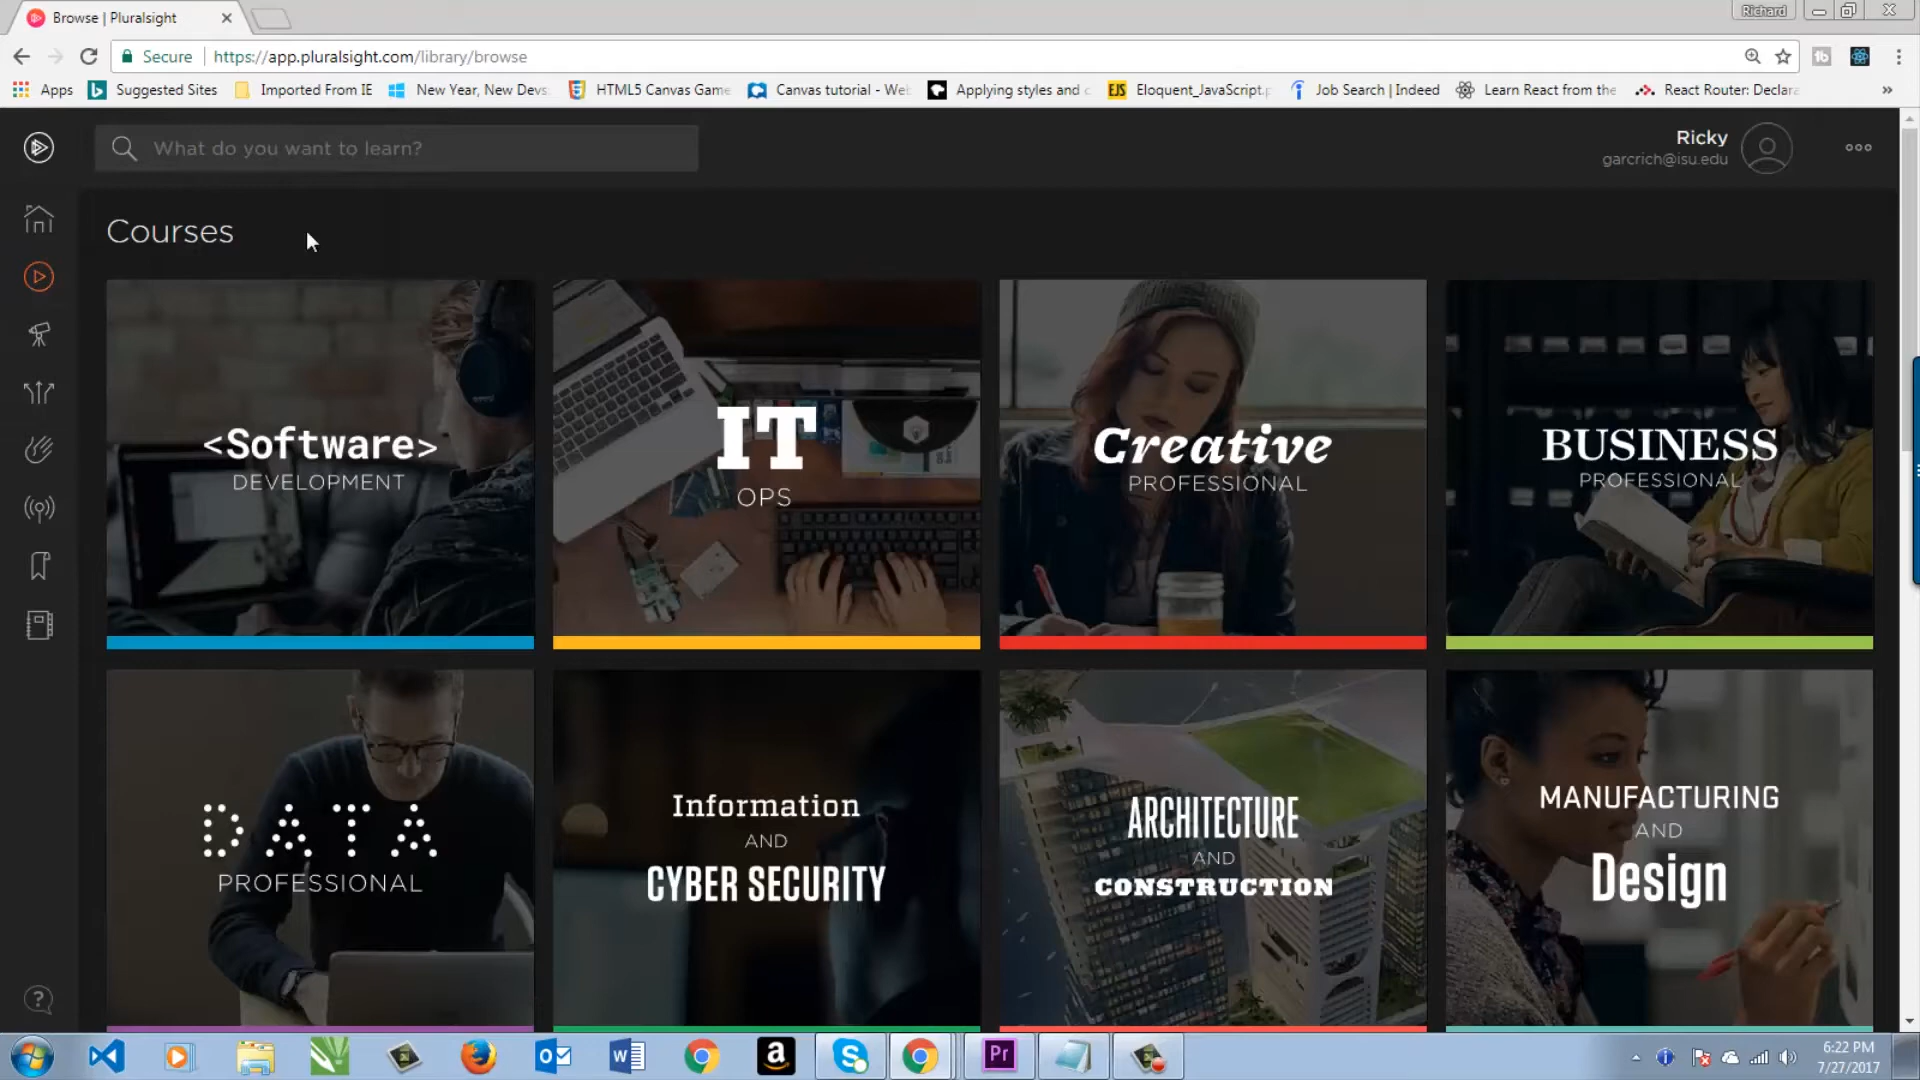 Browse | Pluralsight
Richard
Secure
https://app.pluralsight.com/library/browse
Apps
Suggested Sites
Imported From IE
New Year, New Devs:
HTML5 Canvas Game
Canvas tutorial - Web
Applying styles and c
EJS
Eloquent_JavaScript.p
Job Search | Indeed
Learn React from the
React Router: Declara
»
What do you want to learn?
Ricky
garcrich@isu.edu
Courses
<Software>
DEVELOPMENT
IT
OPS
Creative
PROFESSIONAL
BUSINESS
PROFESSIONAL
DATA
PROFESSIONAL
Information
AND
CYBER SECURITY
ARCHITECTURE
AND
CONSTRUCTION
MANUFACTURING
AND
Design
Pr
6:22 PM
7/27/2017